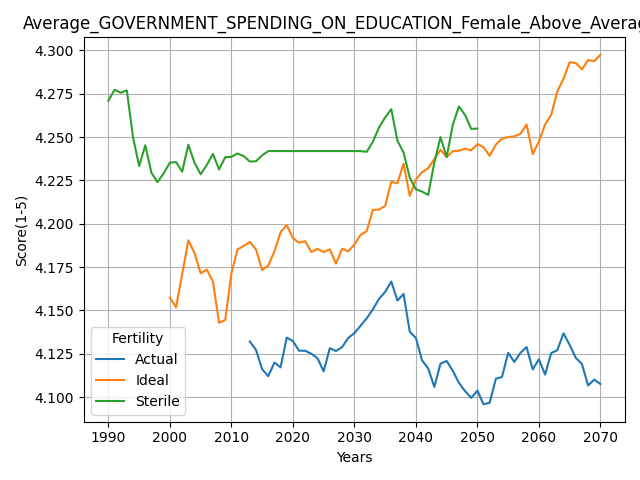 Average_GOVERNMENT_SPENDING_ON_EDUCATION_Female_Above_Averag
4.300
4.275
4.250
4.225
4.200
4.175
4.150
4.125
4.100
Score(1-5)
Fertility
Actual
Ideal
Sterile
1990 2000 2010 2020 2030 2040 2050 2060 2070
Years